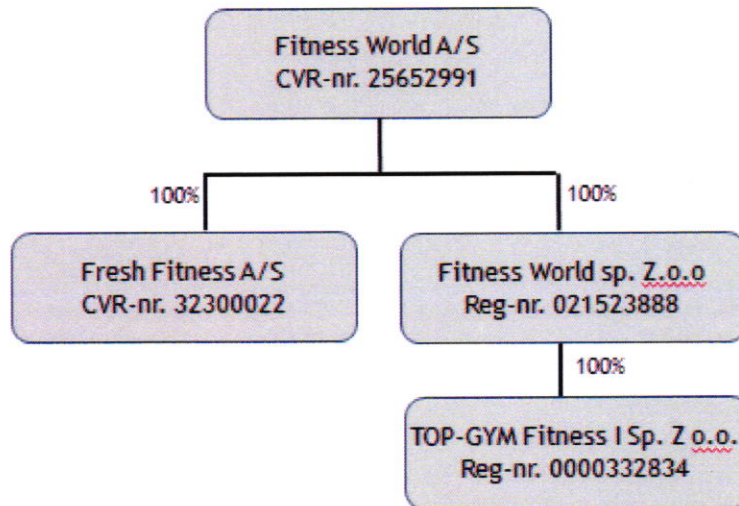 Fitness World A/S
CVR-nr. 25652991
100%
100%
Fresh Fitness A/S
CVR-nr. 32300022
Fitness World sp. Z.o.o
Reg-nr. 021523888
100%
TOP-GYM Fitness I Sp. Z o.o.
Reg-nr. 0000332834